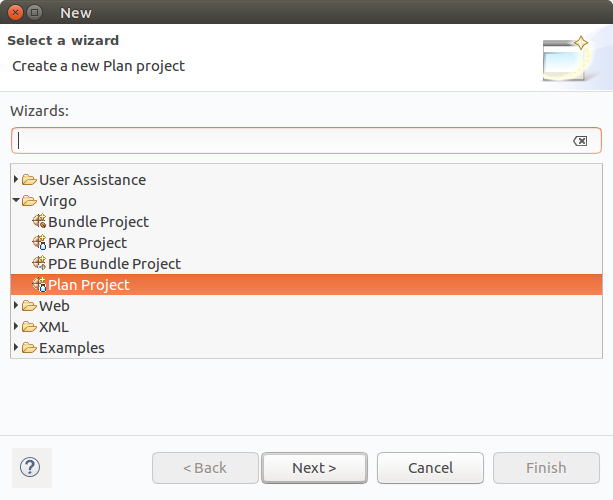 New
Select a wizard
Create a new Plan project
Wizards:
User Assistance
Virgo
Bundle Project
PAR Project
PDE Bundle Project
Plan Project
Web
XML
Examples
?
< Back
Next >
Cancel
Finish